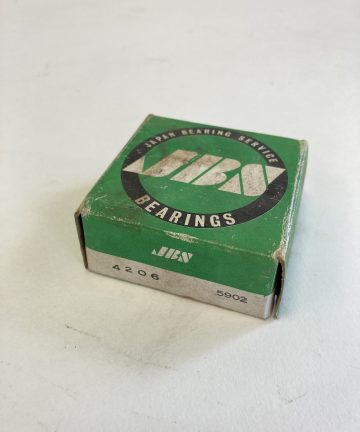 JAPAN BEARING SERVICE
JBS
BEARINGS
JBS
4206
5902